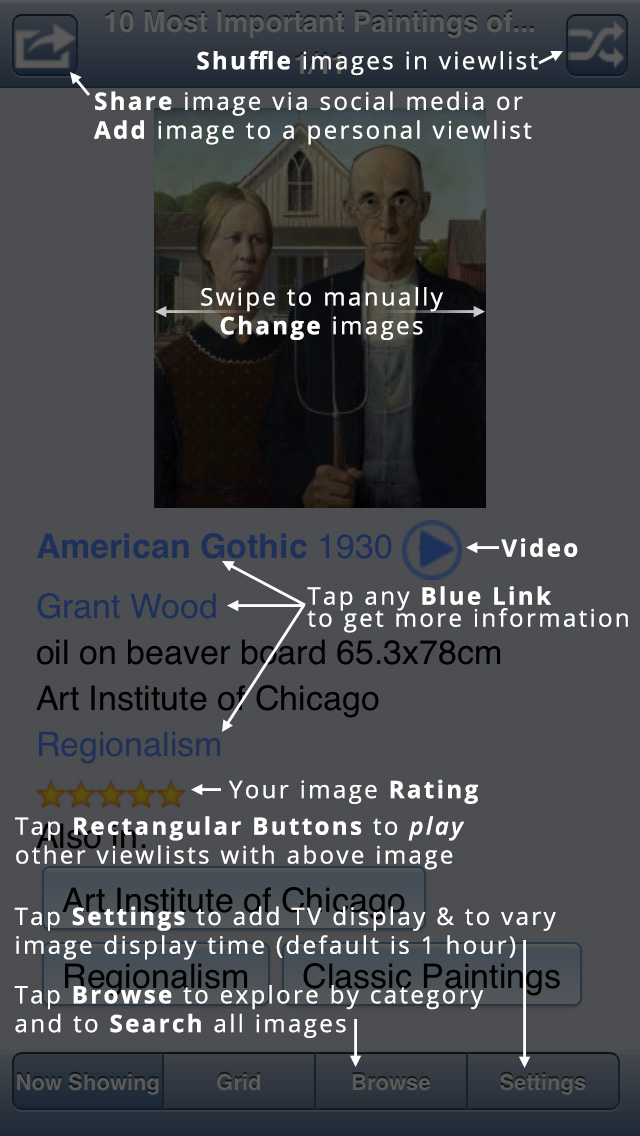 10 Most Important Paintings of...
Shuffle images in viewlist
Share image via social media or
Add image to a personal viewlist
Swipe to manually
Change images
American Gothic 1930
Video
Grant Wood
Tap any Blue Link
to get more information
oil on beaver board 65.3x78cm
Art Institute of Chicago
Regionalism
Your image Rating
Tap Rectangular Buttons to play
Also in:
other viewlists with above image
Art Institute of Chicago
Tap Settings to add TV display & to vary
image display time (default is 1 hour)
Regionalism Classic Paintings
Tap Browse to explore by category
and to Search all images
Now Showing Grid Browse Settings